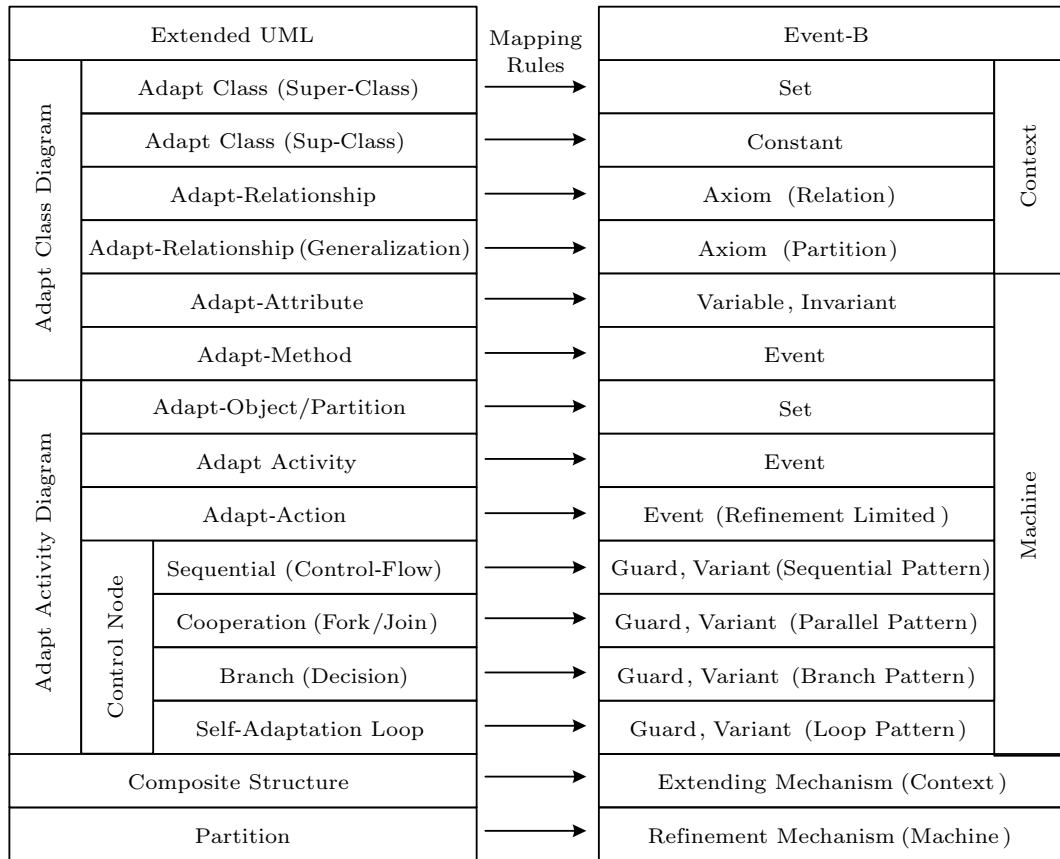 Extended UML
Mapping
Rules
Event-B
Adapt Class Diagram
Adapt Class (Super-Class)
Set
Context
Adapt Class (Sup-Class)
Constant
Adapt-Relationship
Axiom (Relation)
Adapt-Relationship (Generalization)
Axiom (Partition)
Adapt-Attribute
Variable, Invariant
Machine
Adapt-Method
Event
Adapt Activity Diagram
Adapt-Object/Partition
Set
Adapt Activity
Event
Adapt-Action
Event (Refinement Limited)
Control Node
Sequential (Control-Flow)
Guard, Variant (Sequential Pattern)
Cooperation (Fork/Join)
Guard, Variant (Parallel Pattern)
Branch (Decision)
Guard, Variant (Branch Pattern)
Self-Adaptation Loop
Guard, Variant (Loop Pattern)
Composite Structure
Extending Mechanism (Context)
Partition
Refinement Mechanism (Machine)